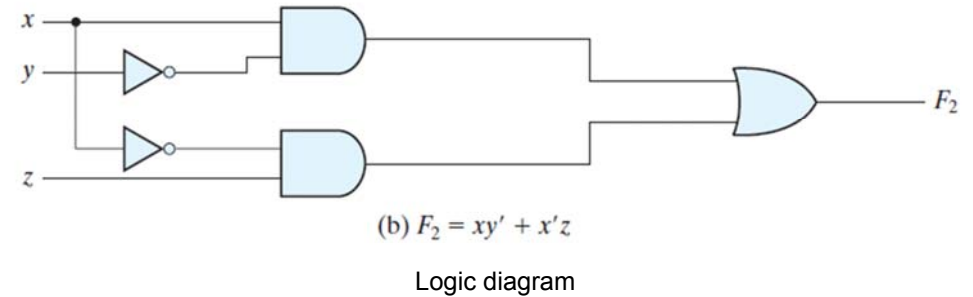 x
y
F₂
z
(b) F₂ = xy′ + x′z
Logic diagram